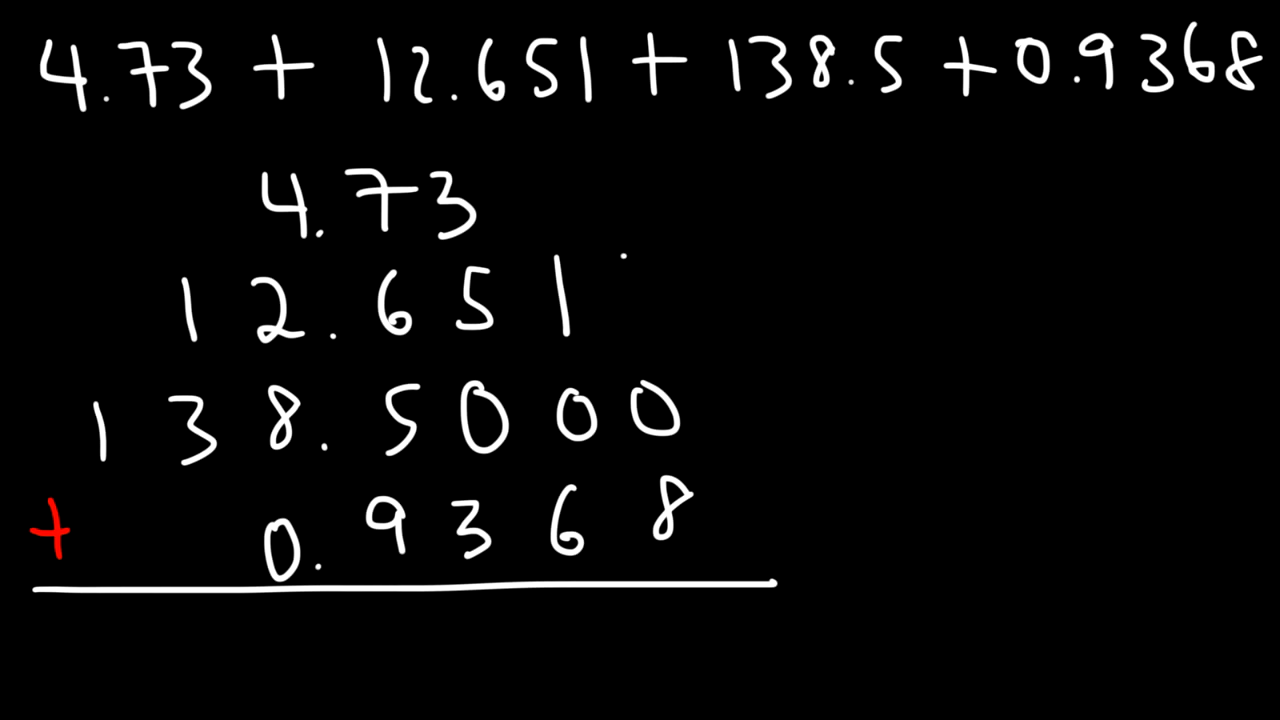 4.73 + 12.651 + 138.5 + 0.9368
4.73
12.651
138.5000
+ 0.9368